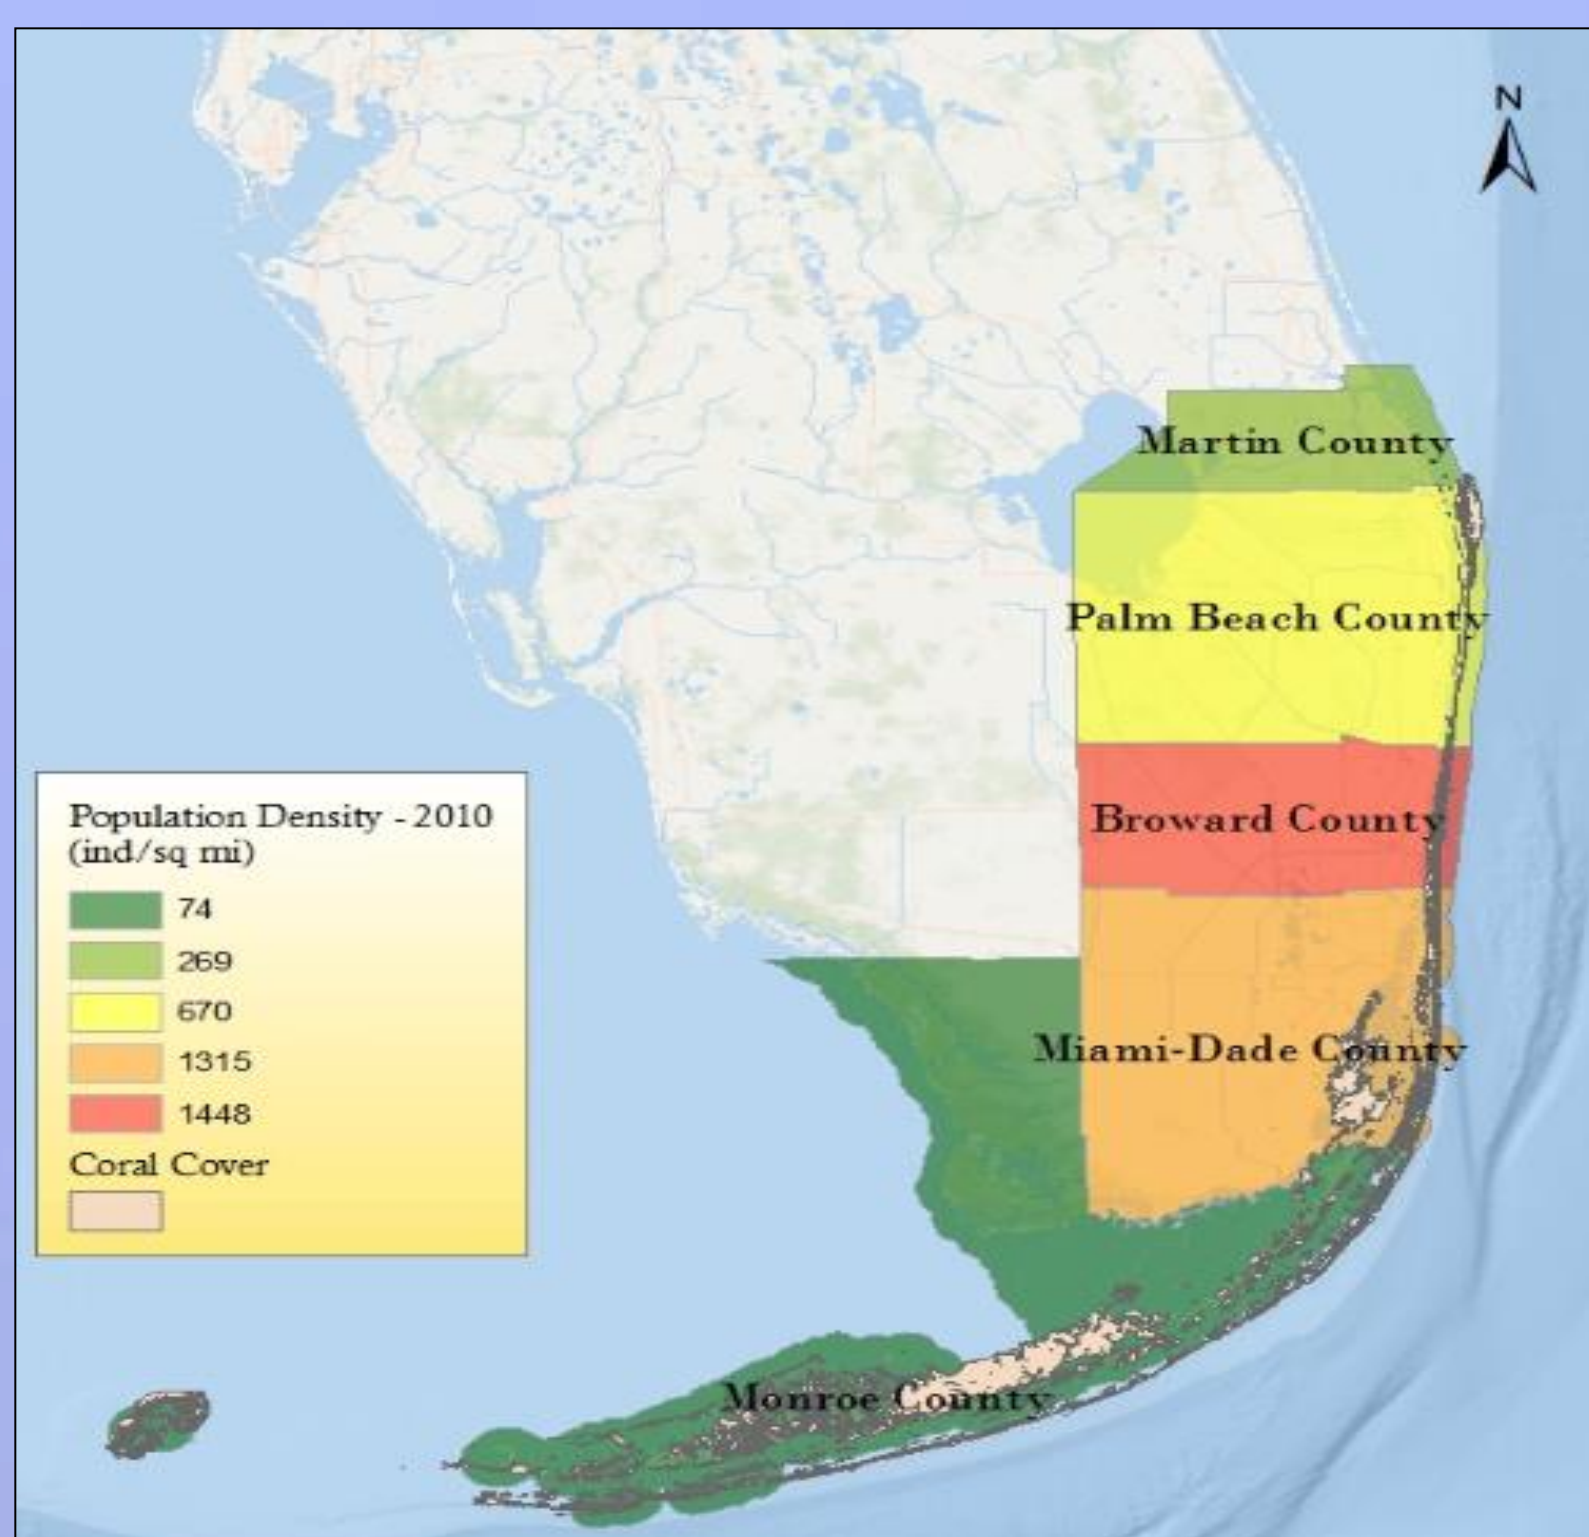 N
Martin County
Palm Beach County
Broward County
Miami-Dade County
Monroe County
Population Density - 2010
(ind/sq mi)
74
269
670
1315
1448
Coral Cover